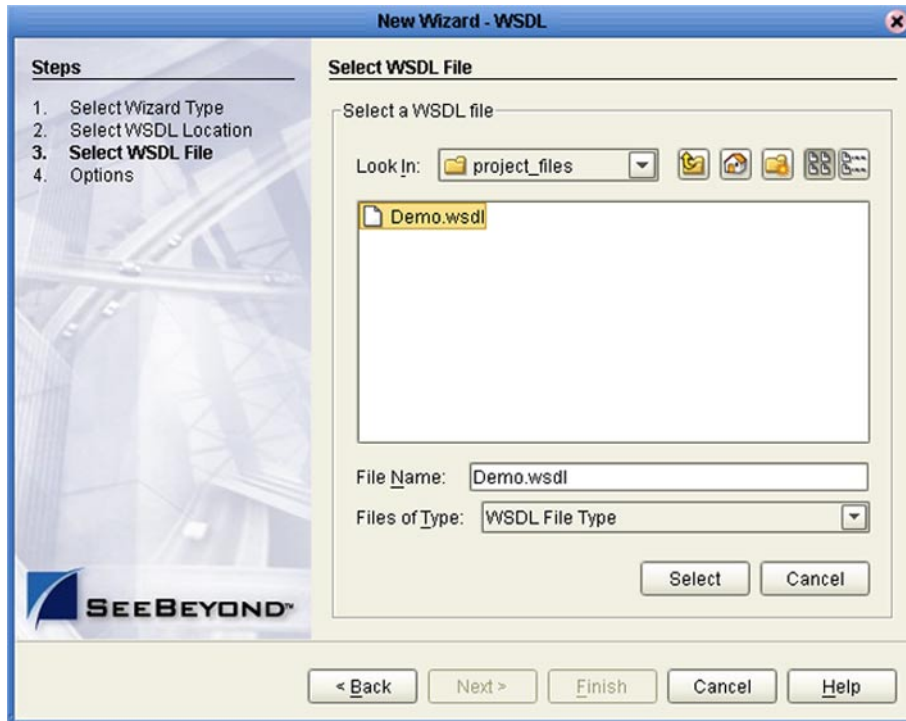 New Wizard - WSDL
Steps
1. Select Wizard Type
2. Select WSDL Location
3. Select WSDL File
4. Options
SEEBEYOND™
Select WSDL File
Select a WSDL file
Look In: project_files
Demo.wsdl
File Name: Demo.wsdl
Files of Type: WSDL File Type
Select Cancel
< Back Next > Finish Cancel Help